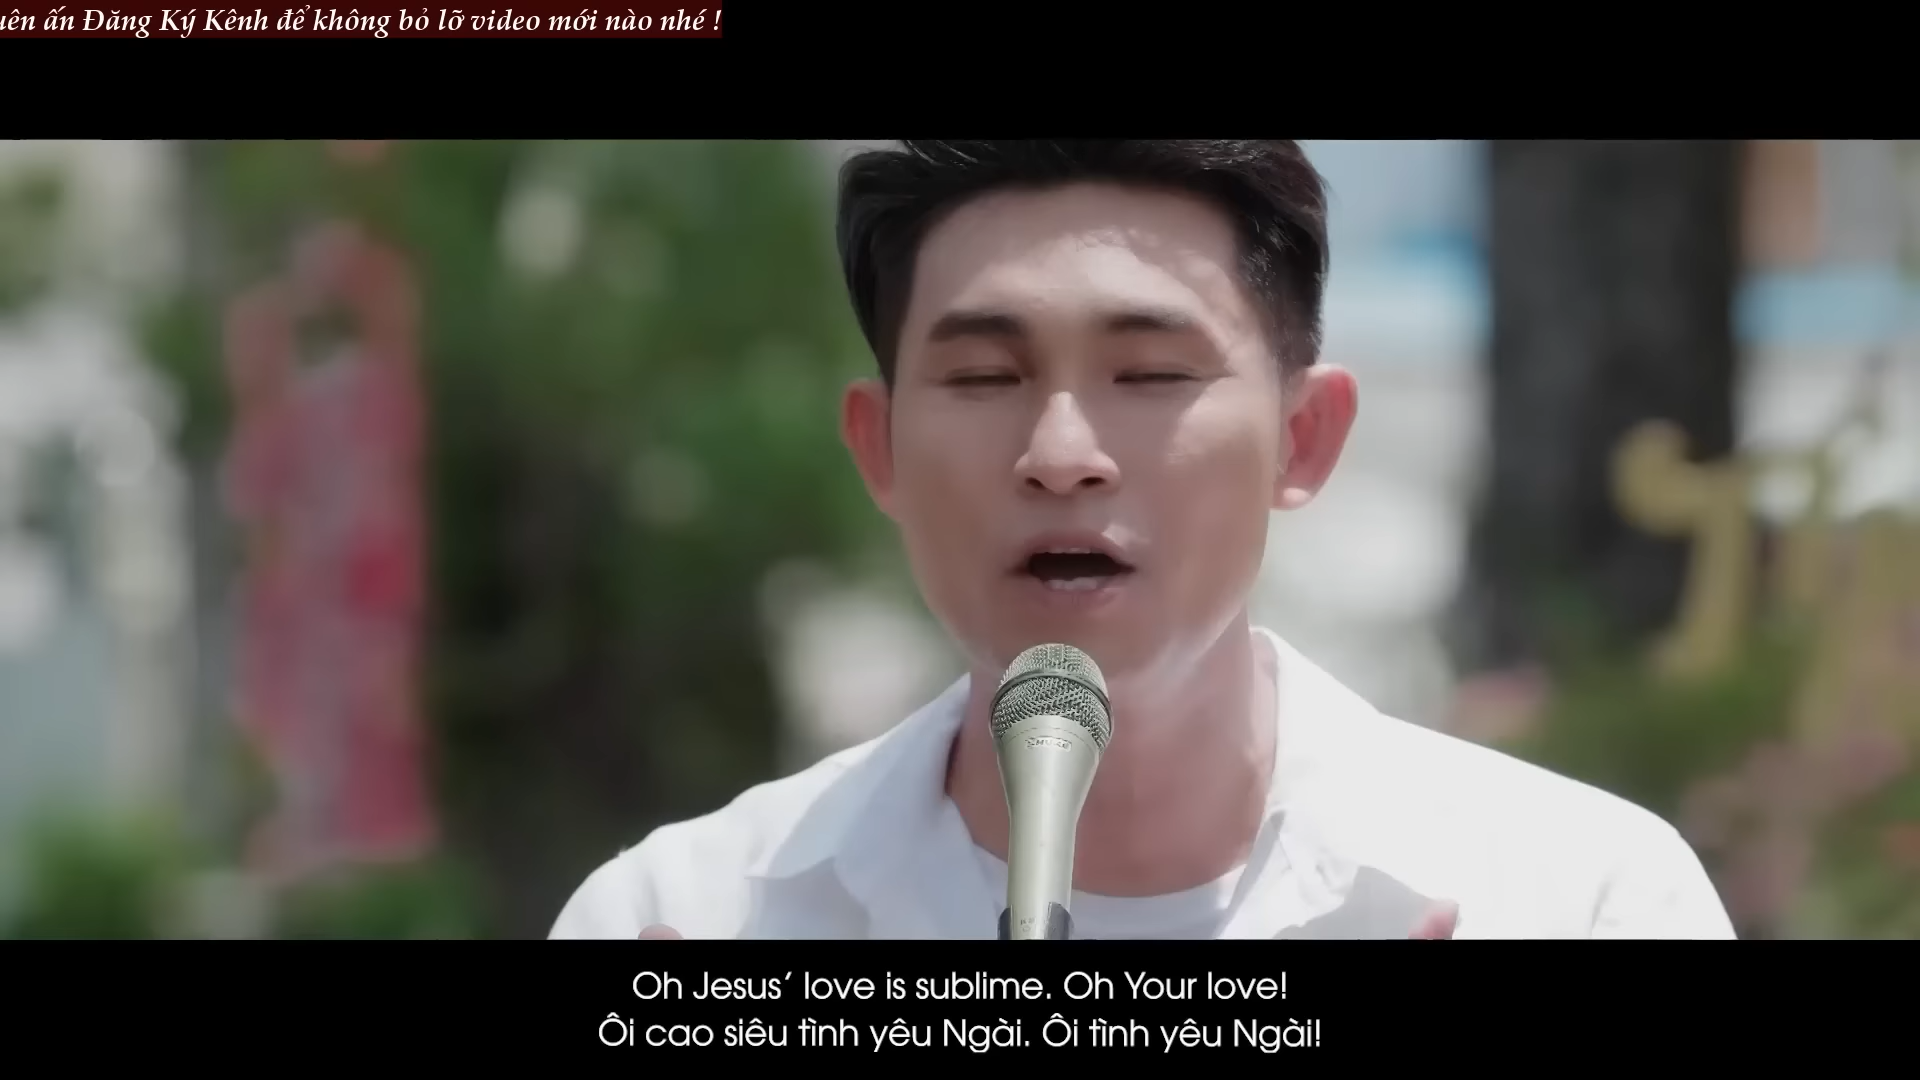 uên ấn Đăng Ký Kênh để không bỏ lỡ video mới nào nhé !
SHURE
Oh Jesus’ love is sublime. Oh Your love!
Ôi cao siêu tình yêu Ngài. Ôi tình yêu Ngài!